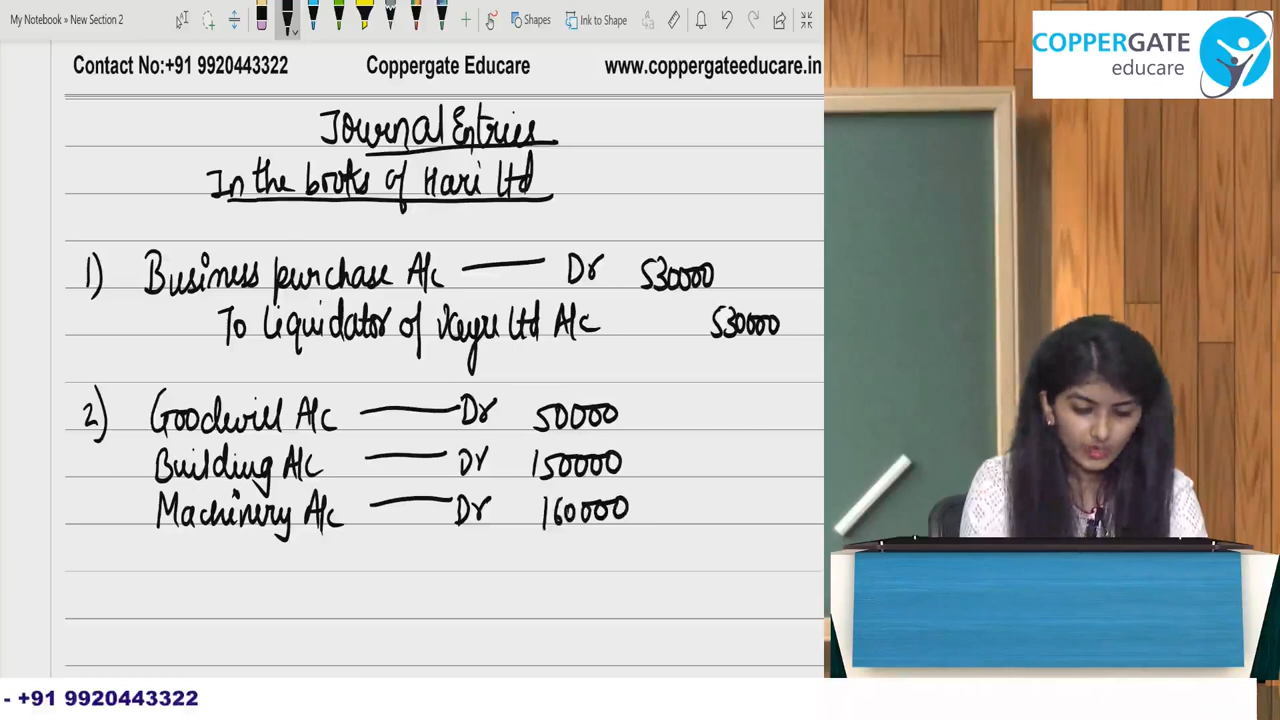 My Notebook » New Section 2
Shapes
Ink to Shape
COPPERGATE
educare
Contact No:+91 9920443322 Coppergate Educare www.coppergateeducare.in
Journal Entries
In the books of Hari Ltd
1) Business purchase A/c Dr 530000
To Liquidator of Ltd A/c 530000
2) Goodwill A/c Dr 50000
Building A/c Dr 150000
Machinery A/c Dr 160000
- +91 9920443322